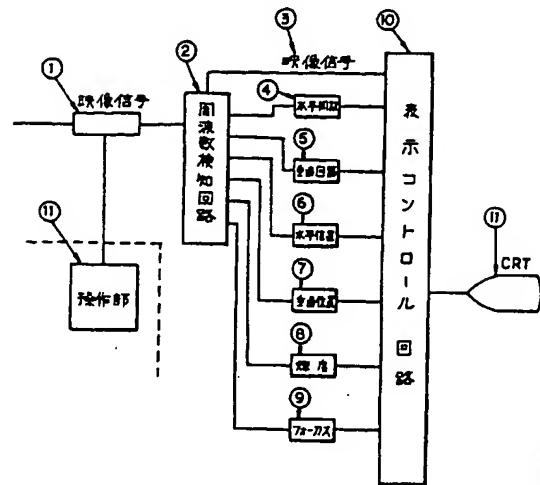 ③
⑩
②
映像信号
①
④
映像信号
水平
周波数検知回路
⑤
垂直回路
表示コントロール回路
⑥
⑪
水平位置
⑪
CRT
⑦
操作部
垂直位置
⑧
輝度
⑨
フォーカス